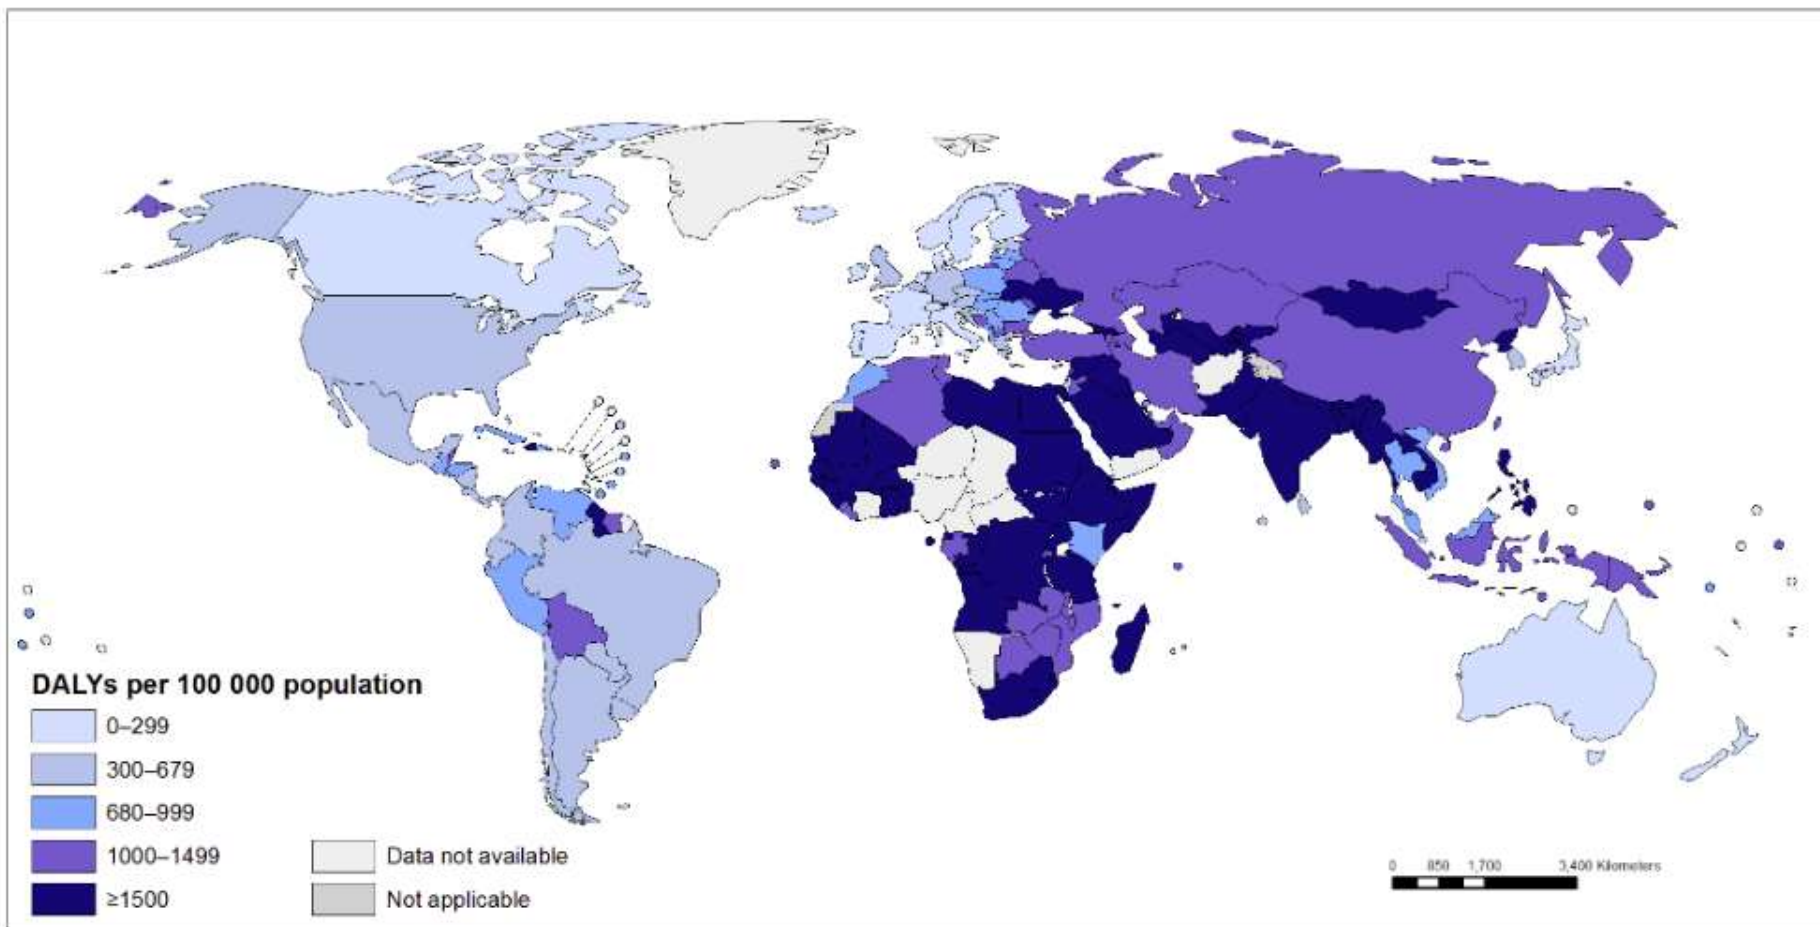 DALYs per 100 000 population
0–299
300–679
680–999
1000–1499
≥1500
Data not available
Not applicable
0 850 1,700 3,400 Kilometers